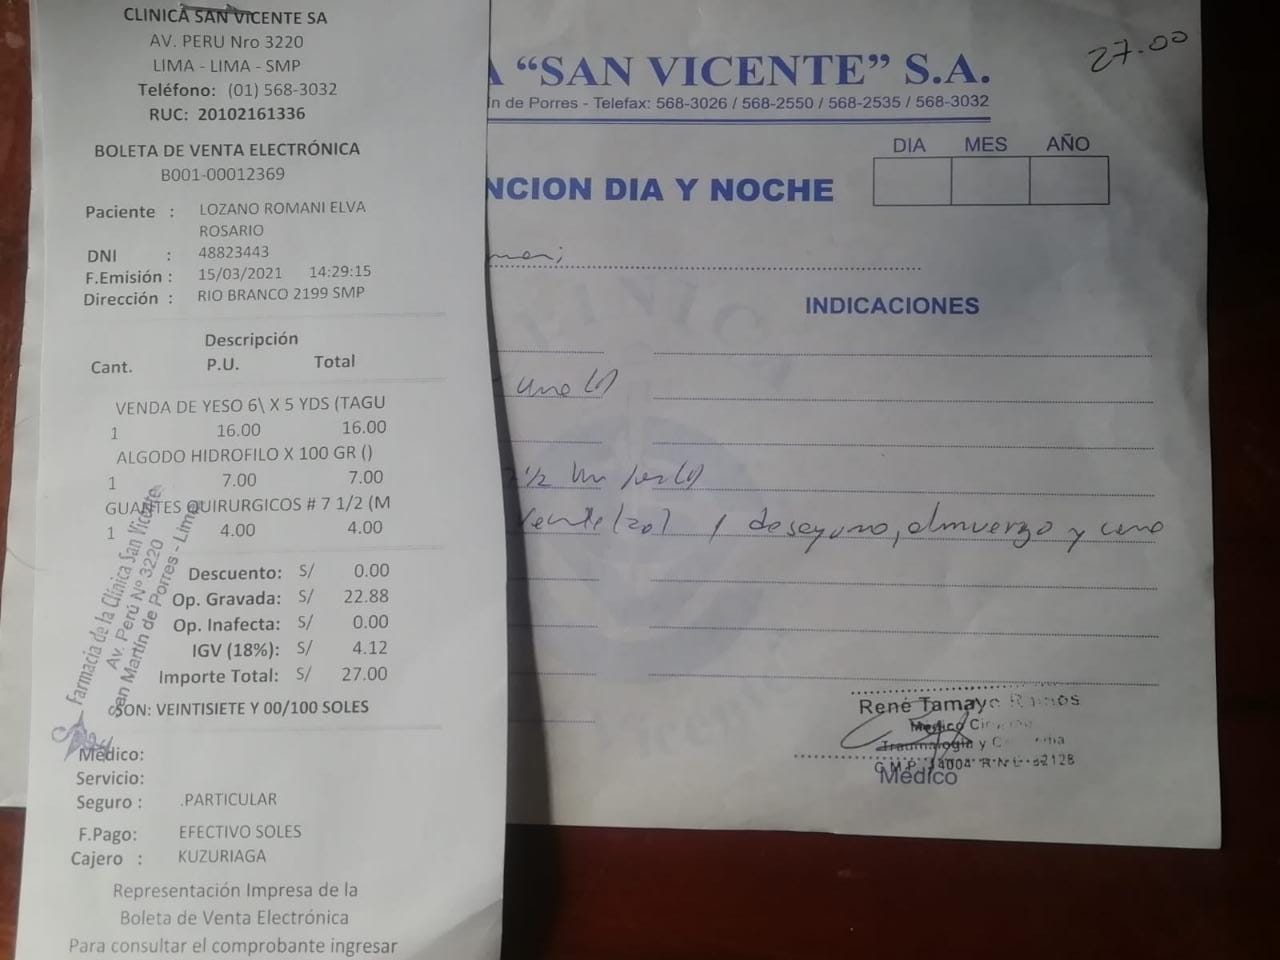 CLINICA SAN VICENTE SA
AV. PERU Nro 3220
LIMA - LIMA - SMP
Teléfono: (01) 568-3032
RUC: 20102161336
BOLETA DE VENTA ELECTRÓNICA
B001-00012369
Paciente : LOZANO ROMANI ELVA
ROSARIO
DNI : 48823443
F.Emisión : 15/03/2021 14:29:15
Dirección : RIO BRANCO 2199 SMP
Descripción
Cant. P.U. Total
VENDA DE YESO 6\ X 5 YDS (TAGU
1 16.00 16.00
ALGODO HIDROFILO X 100 GR ()
1 7.00 7.00
GUANTES QUIRURGICOS # 7 1/2 (M
1 4.00 4.00
Descuento: S/ 0.00
Op. Gravada: S/ 22.88
Op. Inafecta: S/ 0.00
IGV (18%): S/ 4.12
Importe Total: S/ 27.00
SON: VEINTISIETE Y 00/100 SOLES
Farmacia de la Clínica San Vicente
Av. Perú Nº 3220
San Martín de Porres - Lima
Médico:
Servicio:
Seguro : .PARTICULAR
F.Pago: EFECTIVO SOLES
Cajero : KUZURIAGA
Representación Impresa de la
Boleta de Venta Electrónica
Para consultar el comprobante ingresar
27.00
A “SAN VICENTE” S.A.
ín de Porres - Telefax: 568-3026 / 568-2550 / 568-2535 / 568-3032
DIA MES AÑO
NCION DIA Y NOCHE
INDICACIONES
una (1)
1/2 un par (1)
veinte (20) 1 desayuno, almuerzo y cena
René Tamayo
Médico
Traumatología y
C.M.P. 14004 R.N.E.
Médico